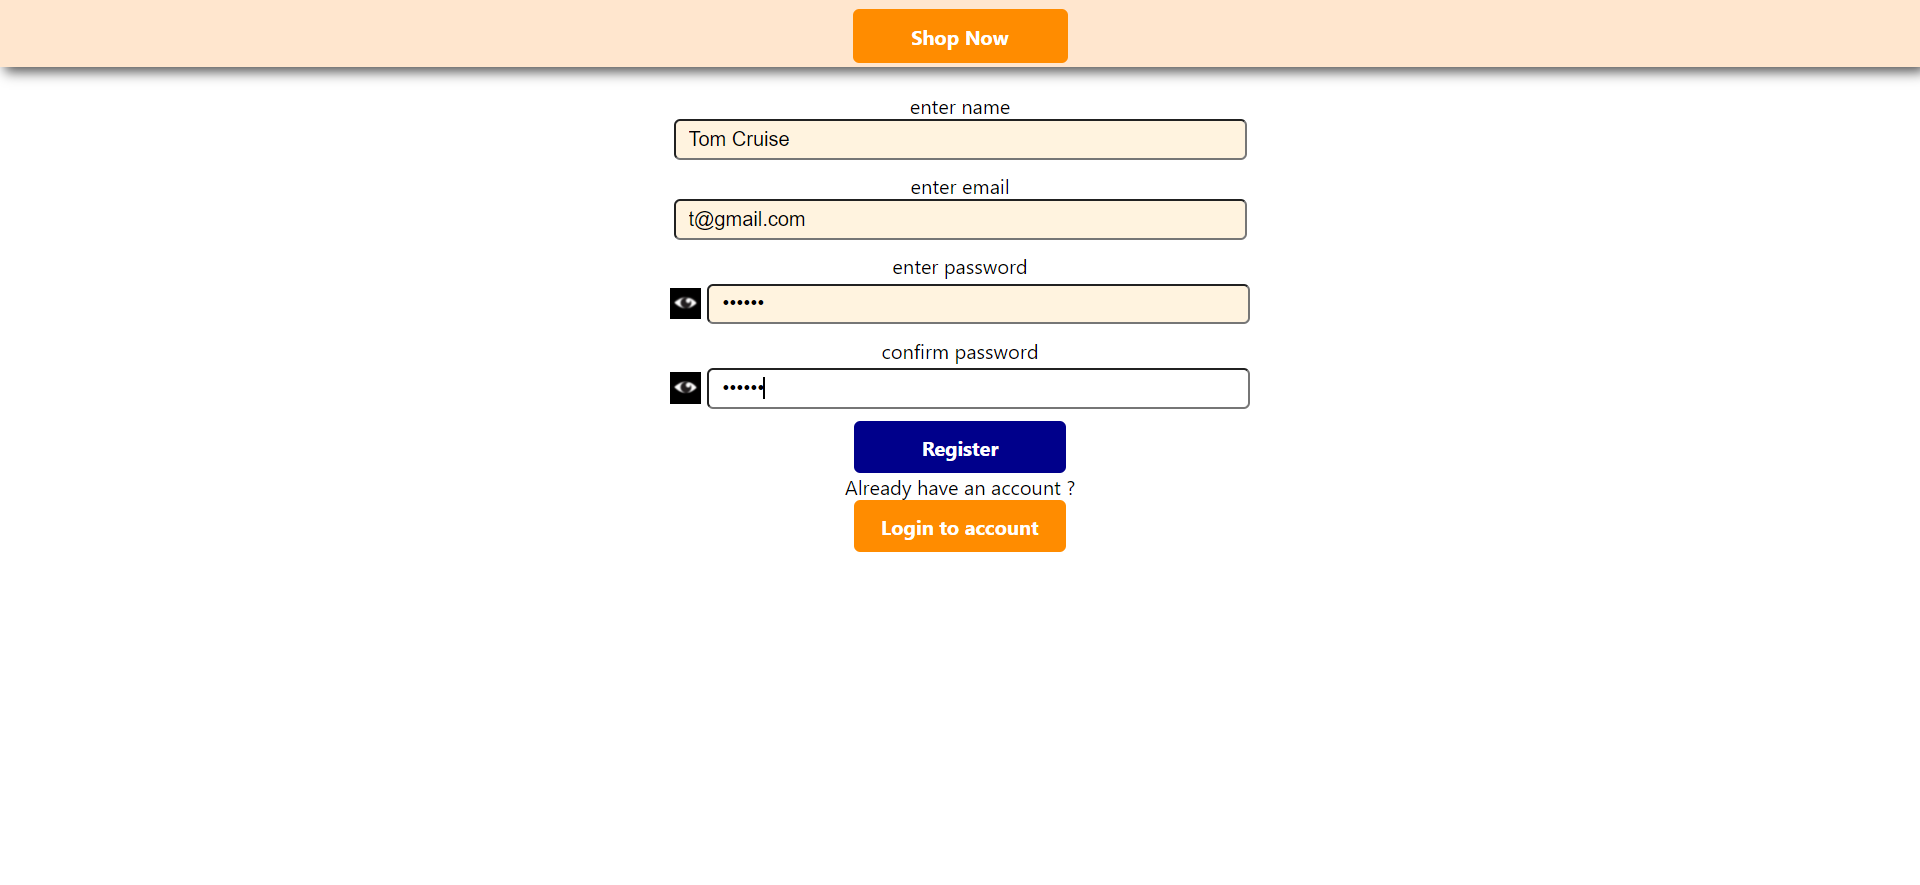 Shop Now
enter name
Tom Cruise
enter email
t@gmail.com
enter password
••••••
confirm password
••••••
Register
Already have an account ?
Login to account